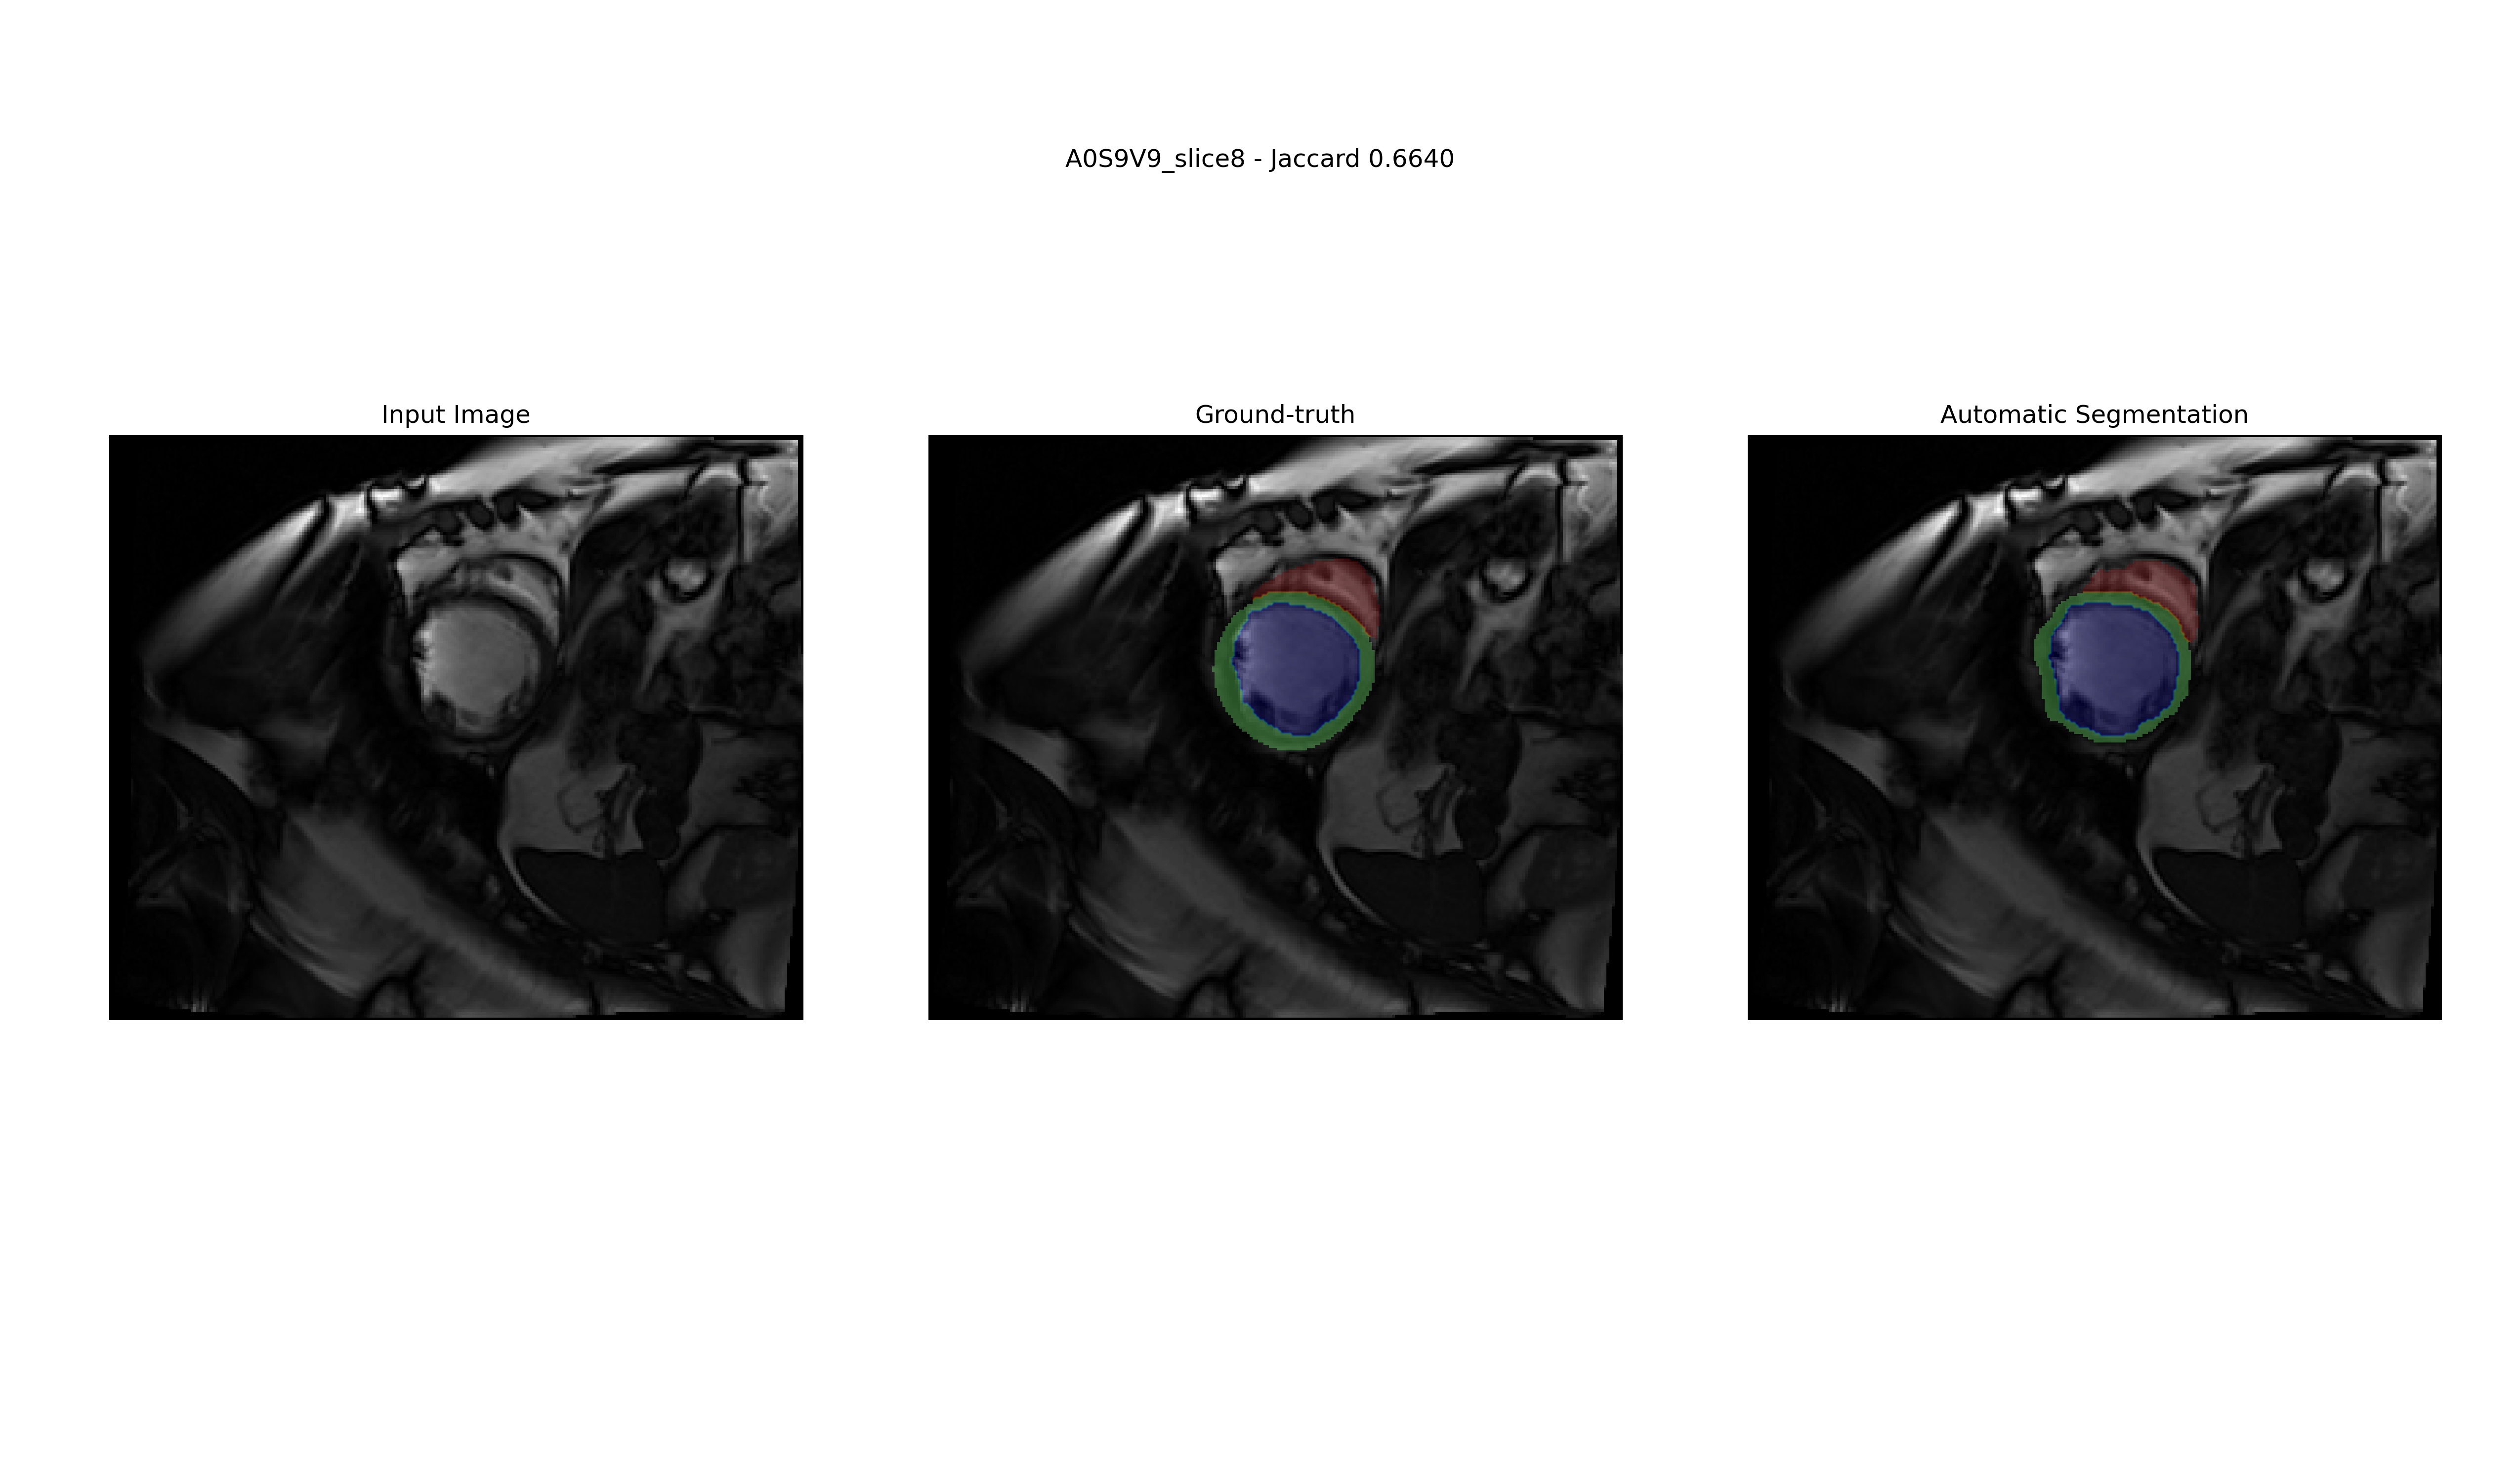 A0S9V9_slice8 - Jaccard 0.6640
Input Image
Ground-truth
Automatic Segmentation